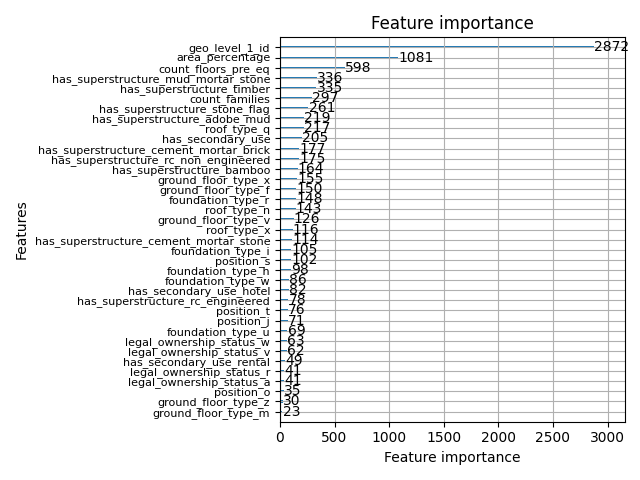 Feature importance
geo_level_1_id 2872
area_percentage 1081
count_floors_pre_eq 598
has_superstructure_mud_mortar_stone 336
has_superstructure_timber 335
count_families 297
has_superstructure_stone_flag 261
has_superstructure_adobe_mud 219
roof_type_q 217
has_secondary_use 205
has_superstructure_cement_mortar_brick 177
has_superstructure_rc_non_engineered 175
has_superstructure_bamboo 164
ground_floor_type_x 155
ground_floor_type_f 150
foundation_type_r 148
roof_type_n 143
ground_floor_type_v 126
roof_type_x 116
has_superstructure_cement_mortar_stone 114
foundation_type_i 105
position_s 102
foundation_type_h 98
foundation_type_w 86
has_secondary_use_hotel 82
has_superstructure_rc_engineered 78
position_t 76
position_j 71
foundation_type_u 69
legal_ownership_status_w 63
legal_ownership_status_v 62
has_secondary_use_rental 49
legal_ownership_status_r 41
legal_ownership_status_a 41
position_o 35
ground_floor_type_z 30
ground_floor_type_m 23
Features
0 500 1000 1500 2000 2500 3000
Feature importance